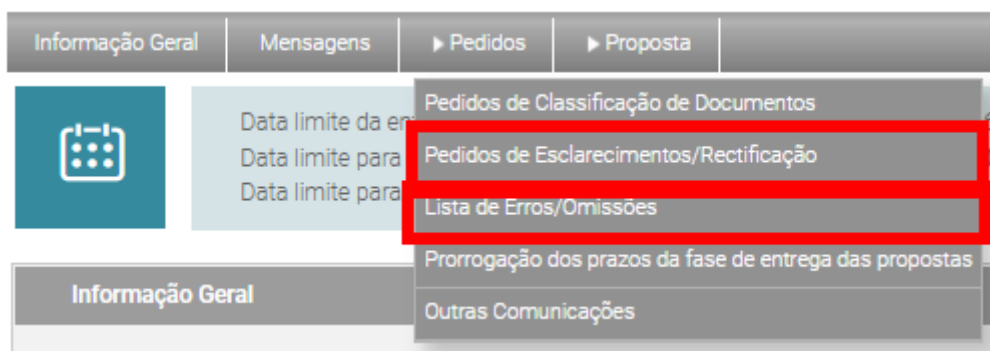 Informação Geral
Mensagens
Pedidos
Proposta
Pedidos de Classificação de Documentos
Pedidos de Esclarecimentos/Rectificação
Lista de Erros/Omissões
Prorrogação dos prazos da fase de entrega das propostas
Outras Comunicações
Data limite da
Data limite para
Data limite para
Informação Geral